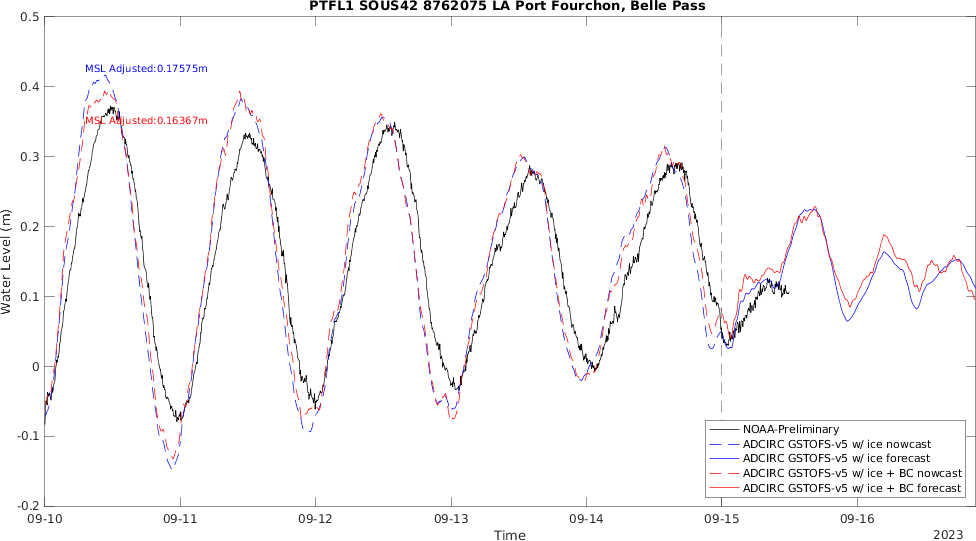 PTFL1 SOUS42 8762075 LA Port Fourchon, Belle Pass
0.5
0.4
0.3
0.2
0.1
0
-0.1
-0.2
Water Level (m)
MSL Adjusted:0.17575m
MSL Adjusted:0.16367m
NOAA-Preliminary
ADCIRC GSTOFS-v5 w/ ice nowcast
ADCIRC GSTOFS-v5 w/ ice forecast
ADCIRC GSTOFS-v5 w/ ice + BC nowcast
ADCIRC GSTOFS-v5 w/ ice + BC forecast
09-10 09-11 09-12 09-13 09-14 09-15 09-16
Time
2023